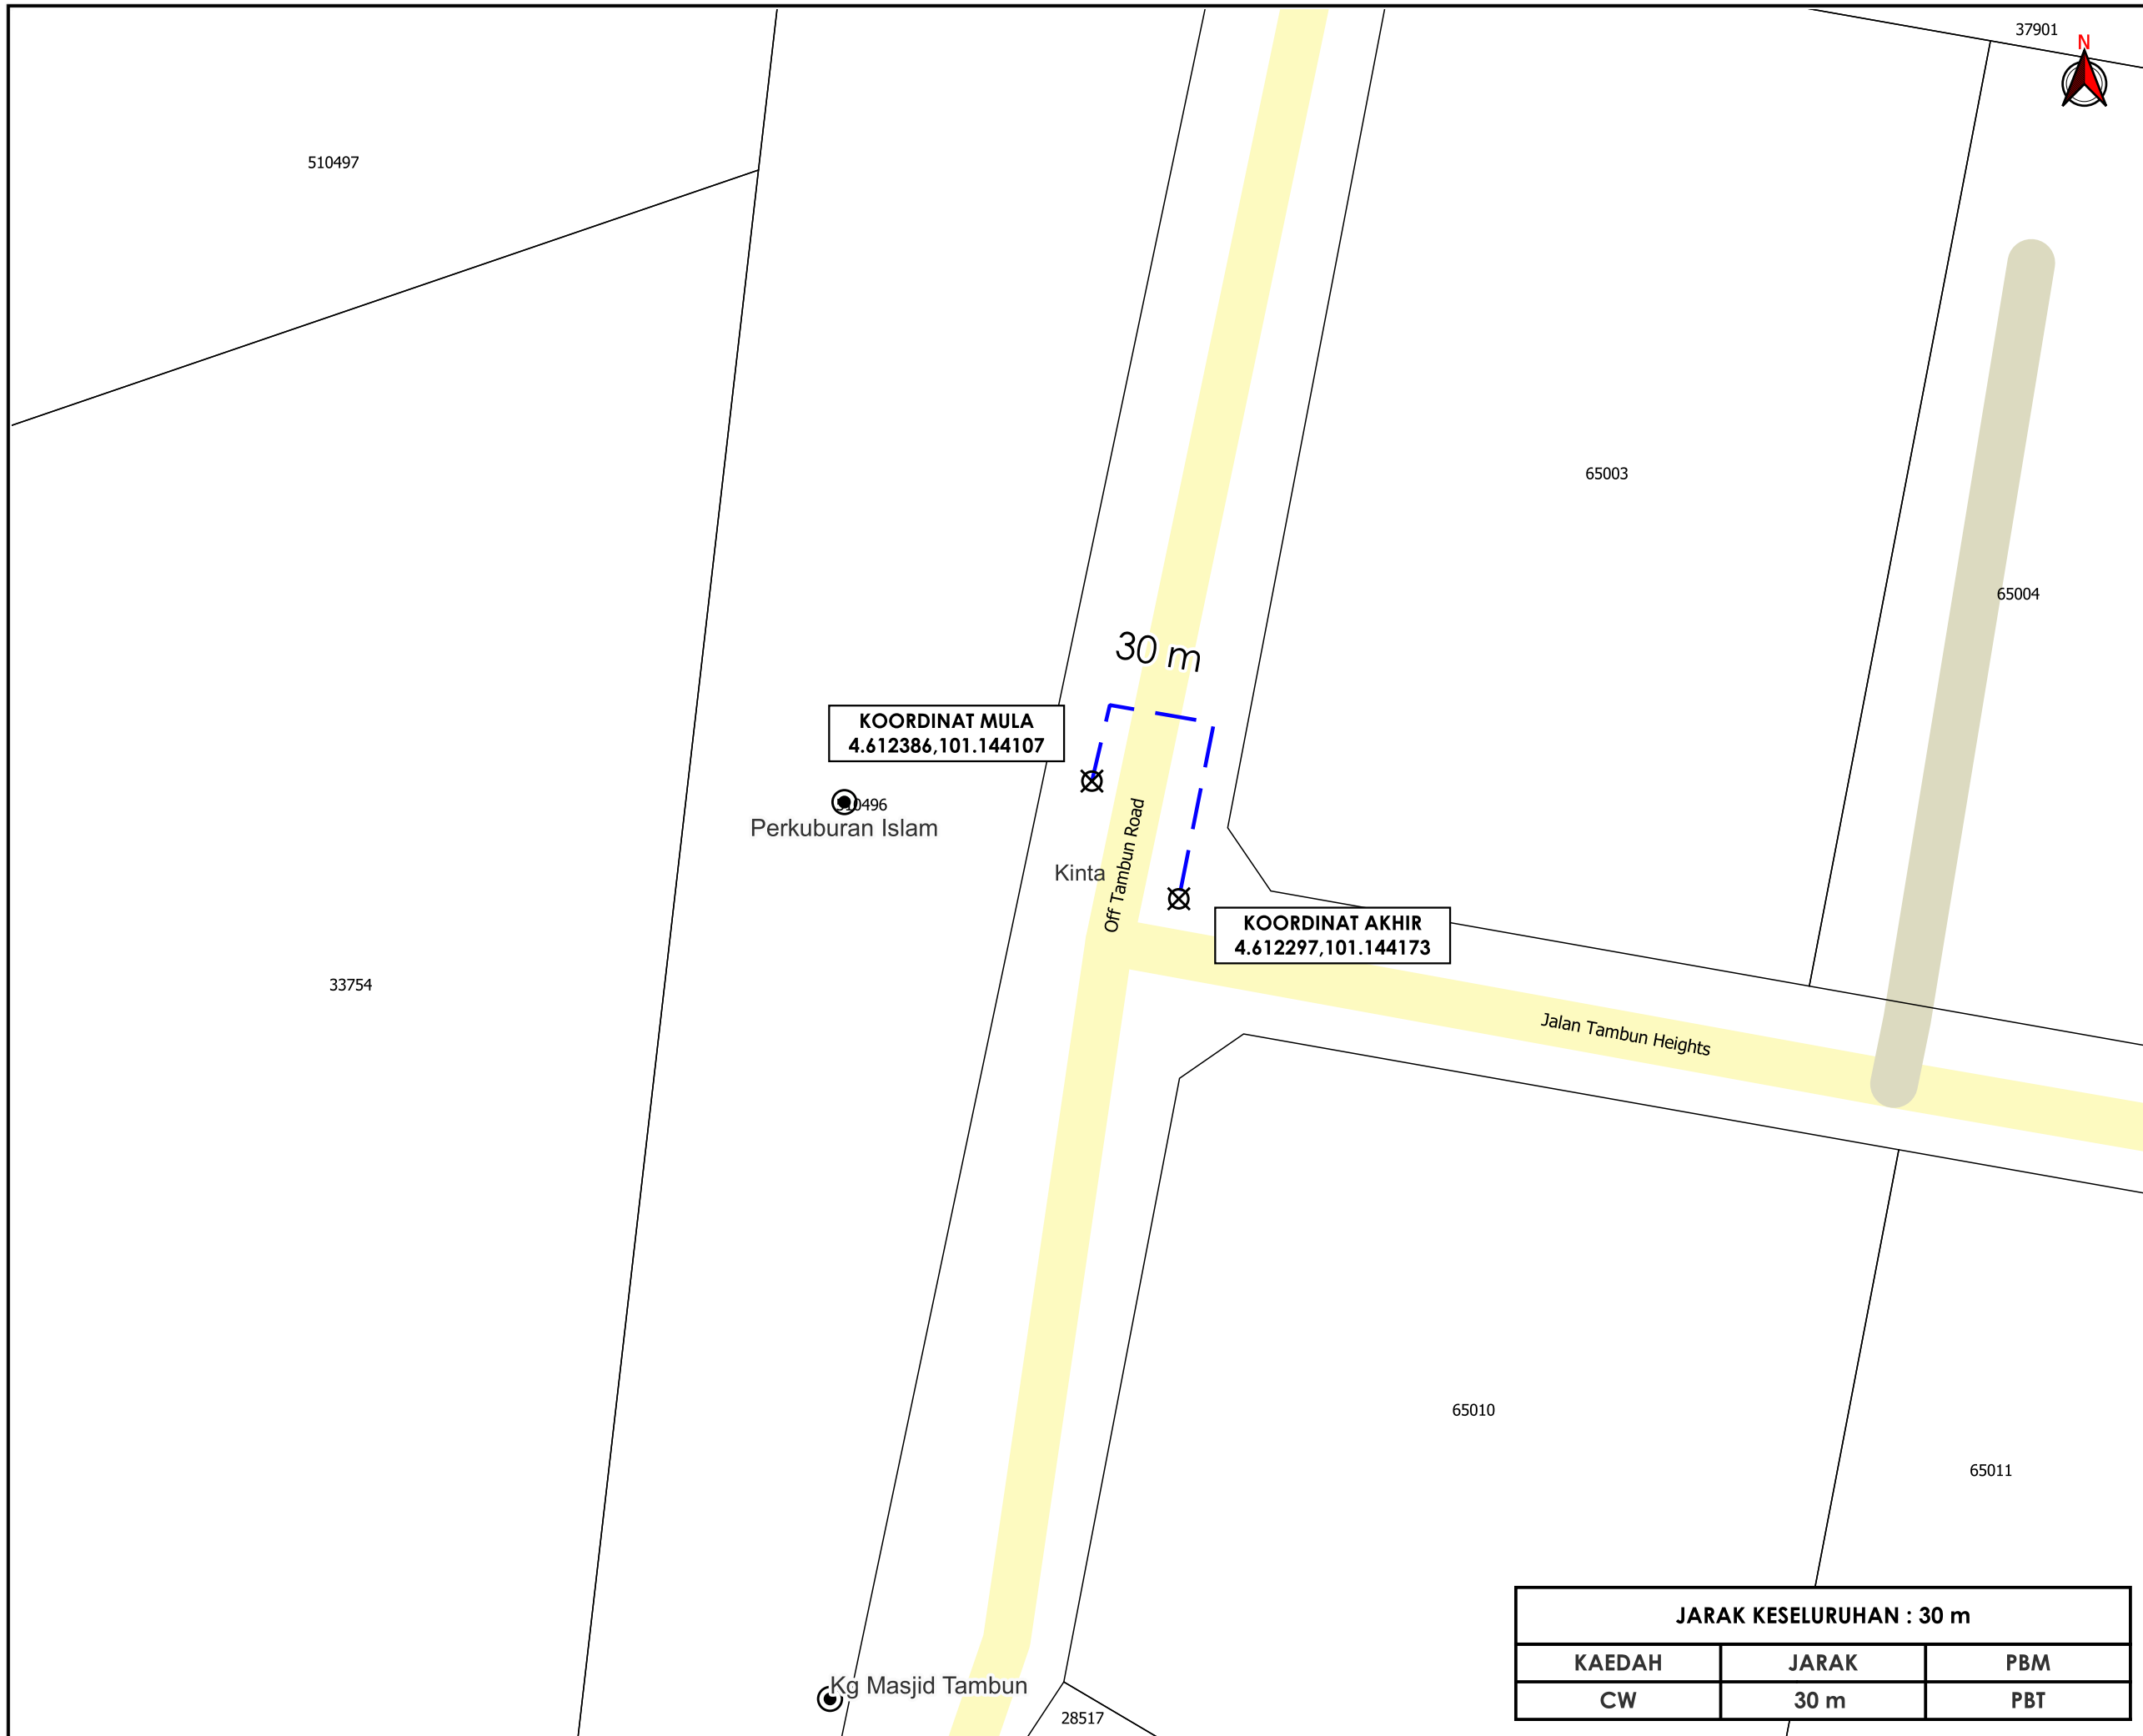 37901
N
510497
65003
65004
30 m
KOORDINAT MULA
4.612386,101.144107
510496
Perkuburan Islam
Off Tambun Road
Kinta
KOORDINAT AKHIR
4.612297,101.144173
33754
Jalan Tambun Heights
65010
65011
JARAK KESELURUHAN : 30 m
KAEDAH JARAK PBM
CW 30 m PBT
Kg Masjid Tambun
28517